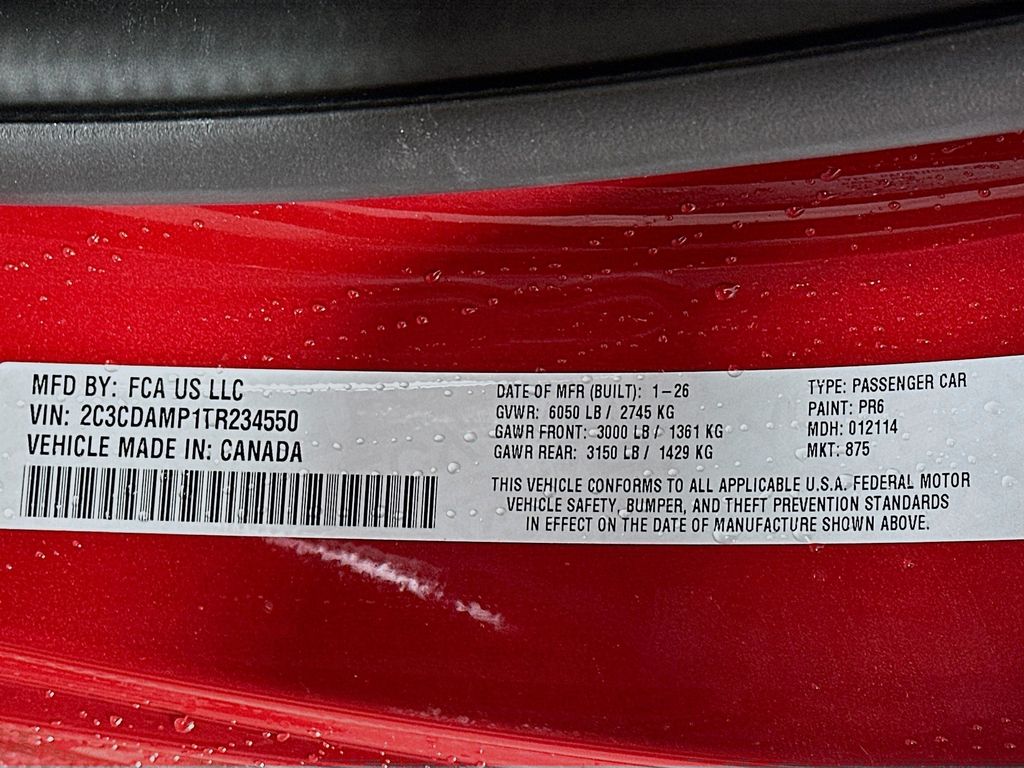 MFD BY: FCA US LLC
VIN: 2C3CDAMP1TR234550
VEHICLE MADE IN: CANADA
DATE OF MFR (BUILT): 1-26
GVWR: 6050 LB / 2745 KG
GAWR FRONT: 3000 LB / 1361 KG
GAWR REAR: 3150 LB / 1429 KG
TYPE: PASSENGER CAR
PAINT: PR6
MDH: 012114
MKT: 875
THIS VEHICLE CONFORMS TO ALL APPLICABLE U.S.A. FEDERAL MOTOR
VEHICLE SAFETY, BUMPER, AND THEFT PREVENTION STANDARDS
IN EFFECT ON THE DATE OF MANUFACTURE SHOWN ABOVE.